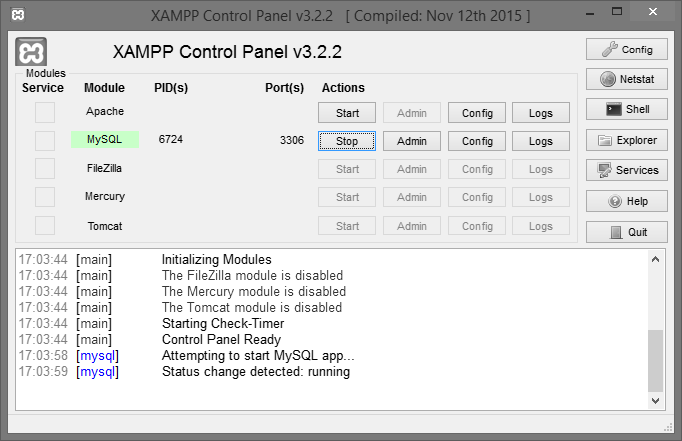 XAMPP Control Panel v3.2.2 [ Compiled: Nov 12th 2015 ]
XAMPP Control Panel v3.2.2
Config
Modules
Service Module PID(s) Port(s) Actions
Netstat
Apache Start Admin Config Logs
Shell
MySQL 6724 3306 Stop Admin Config Logs
Explorer
FileZilla Start Admin Config Logs
Services
Mercury Start Admin Config Logs
Help
Tomcat Start Admin Config Logs
Quit
17:03:44 [main] Initializing Modules
17:03:44 [main] The FileZilla module is disabled
17:03:44 [main] The Mercury module is disabled
17:03:44 [main] The Tomcat module is disabled
17:03:44 [main] Starting Check-Timer
17:03:44 [main] Control Panel Ready
17:03:58 [mysql] Attempting to start MySQL app...
17:03:59 [mysql] Status change detected: running